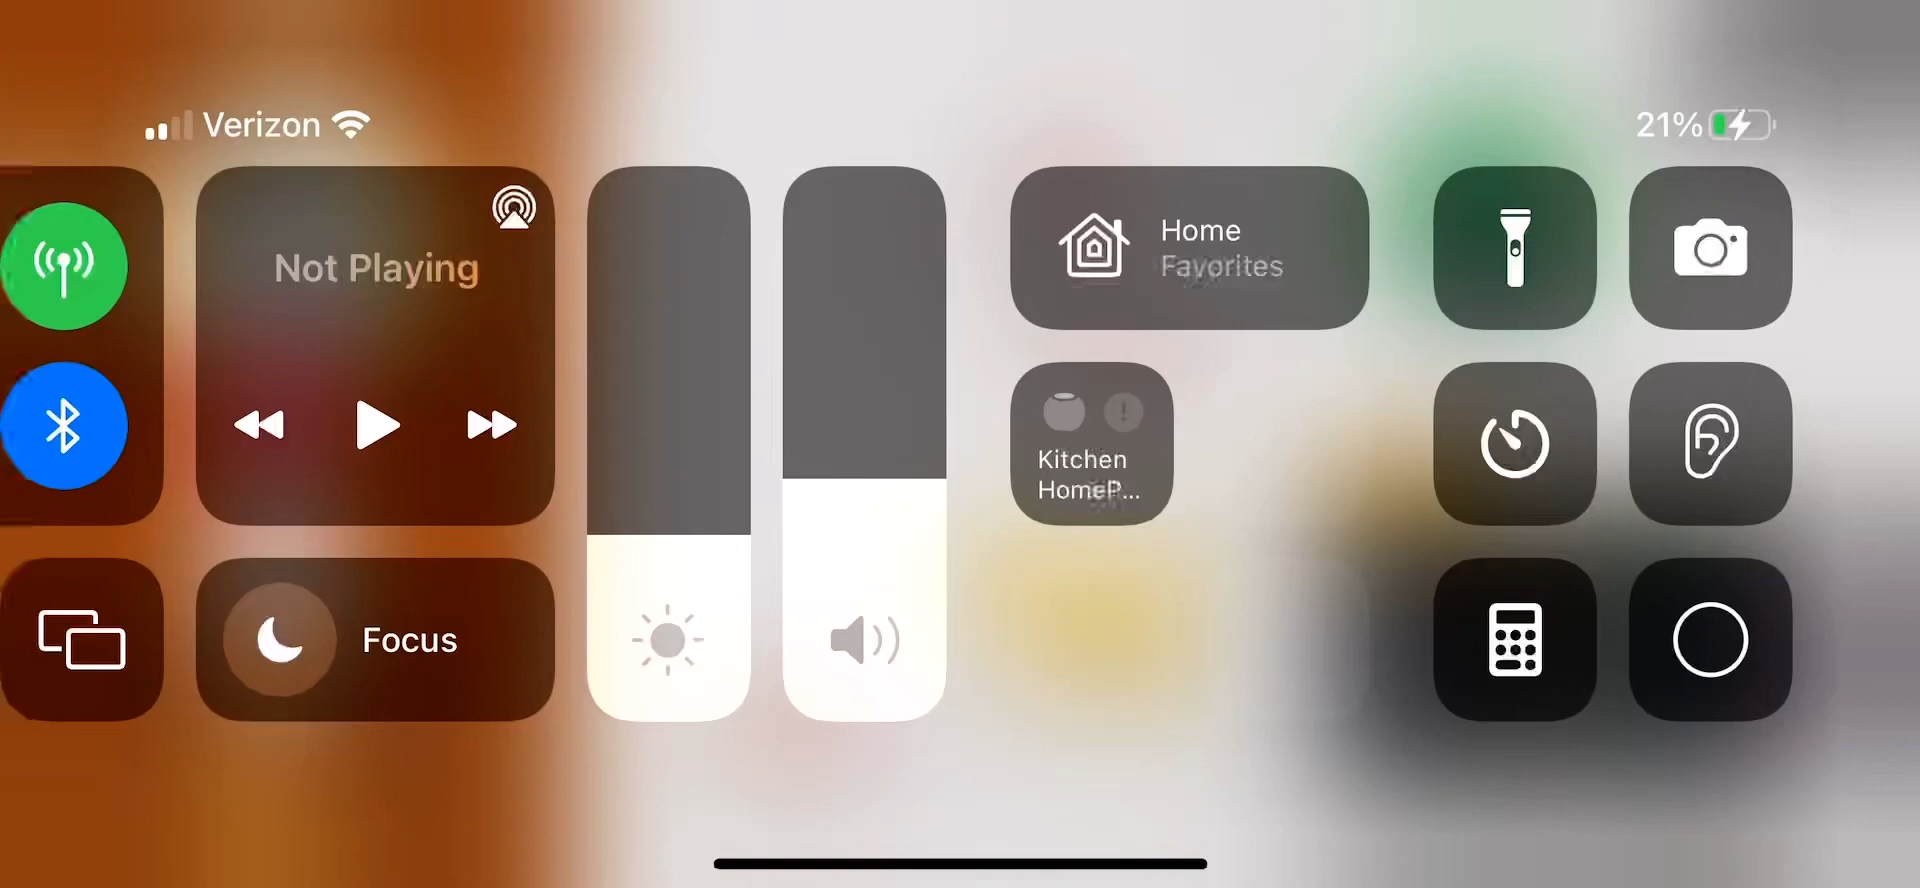 Verizon
21%
Not Playing
Home
Favorites
Kitchen
HomeP...
Focus